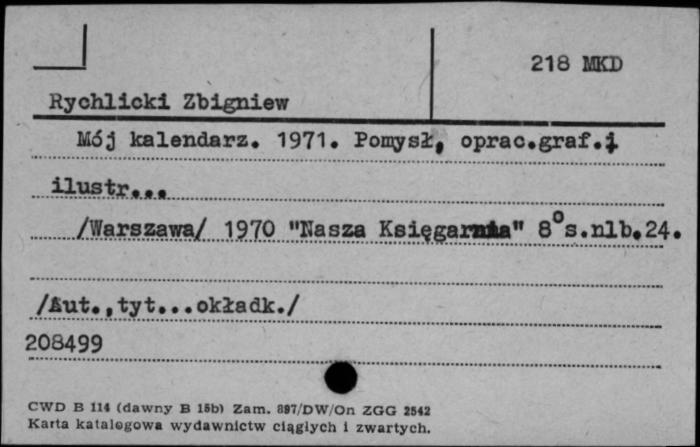 218 MKD
Rychlicki Zbigniew
Mój kalendarz. 1971. Pomysł, oprac.graf.i
ilustr...
/Warszawa/ 1970 "Nasza Księgarnia" 8° s.nlb.24.
/Aut.,tyt...okładk./
208499
CWD B 114 (dawny B 15b) Zam. 897/DW/On ZGG 2542
Karta katalogowa wydawnictw ciągłych i zwartych.